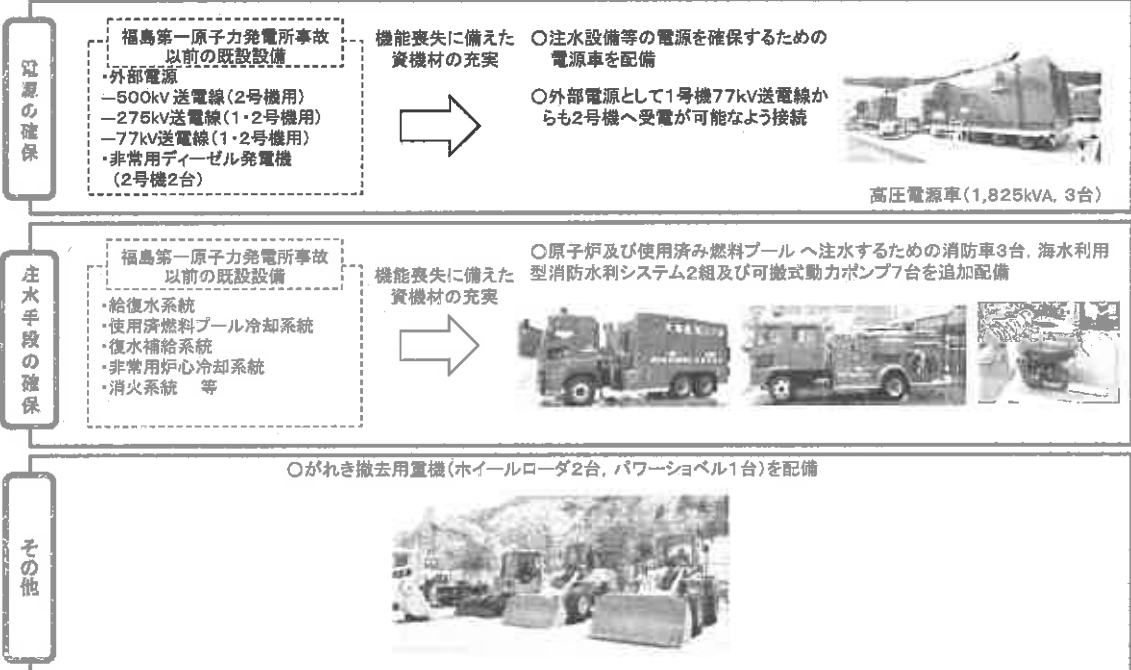 電源の確保
福島第一原子力発電所事故
以前の既設設備
・外部電源
―500kV 送電線(2号機用)
―275kV送電線(1・2号機用)
―77kV送電線(1・2号機用)
・非常用ディーゼル発電機
(2号機2台)
機能喪失に備えた
資機材の充実
○注水設備等の電源を確保するための
電源車を配備
○外部電源として1号機77kV送電線か
らも2号機へ受電が可能なよう接続
高圧電源車(1,825kVA, 3台)
注水手段の確保
福島第一原子力発電所事故
以前の既設設備
・給復水系統
・使用済燃料プール冷却系統
・復水補給系統
・非常用炉心冷却系統
・消火系統 等
機能喪失に備えた
資機材の充実
○原子炉及び使用済み燃料プール へ注水するための消防車3台, 海水利用
型消防水利システム2組及び可搬式動力ポンプ7台を追加配備
その他
○がれき撤去用重機(ホイールローダ2台, パワーショベル1台)を配備